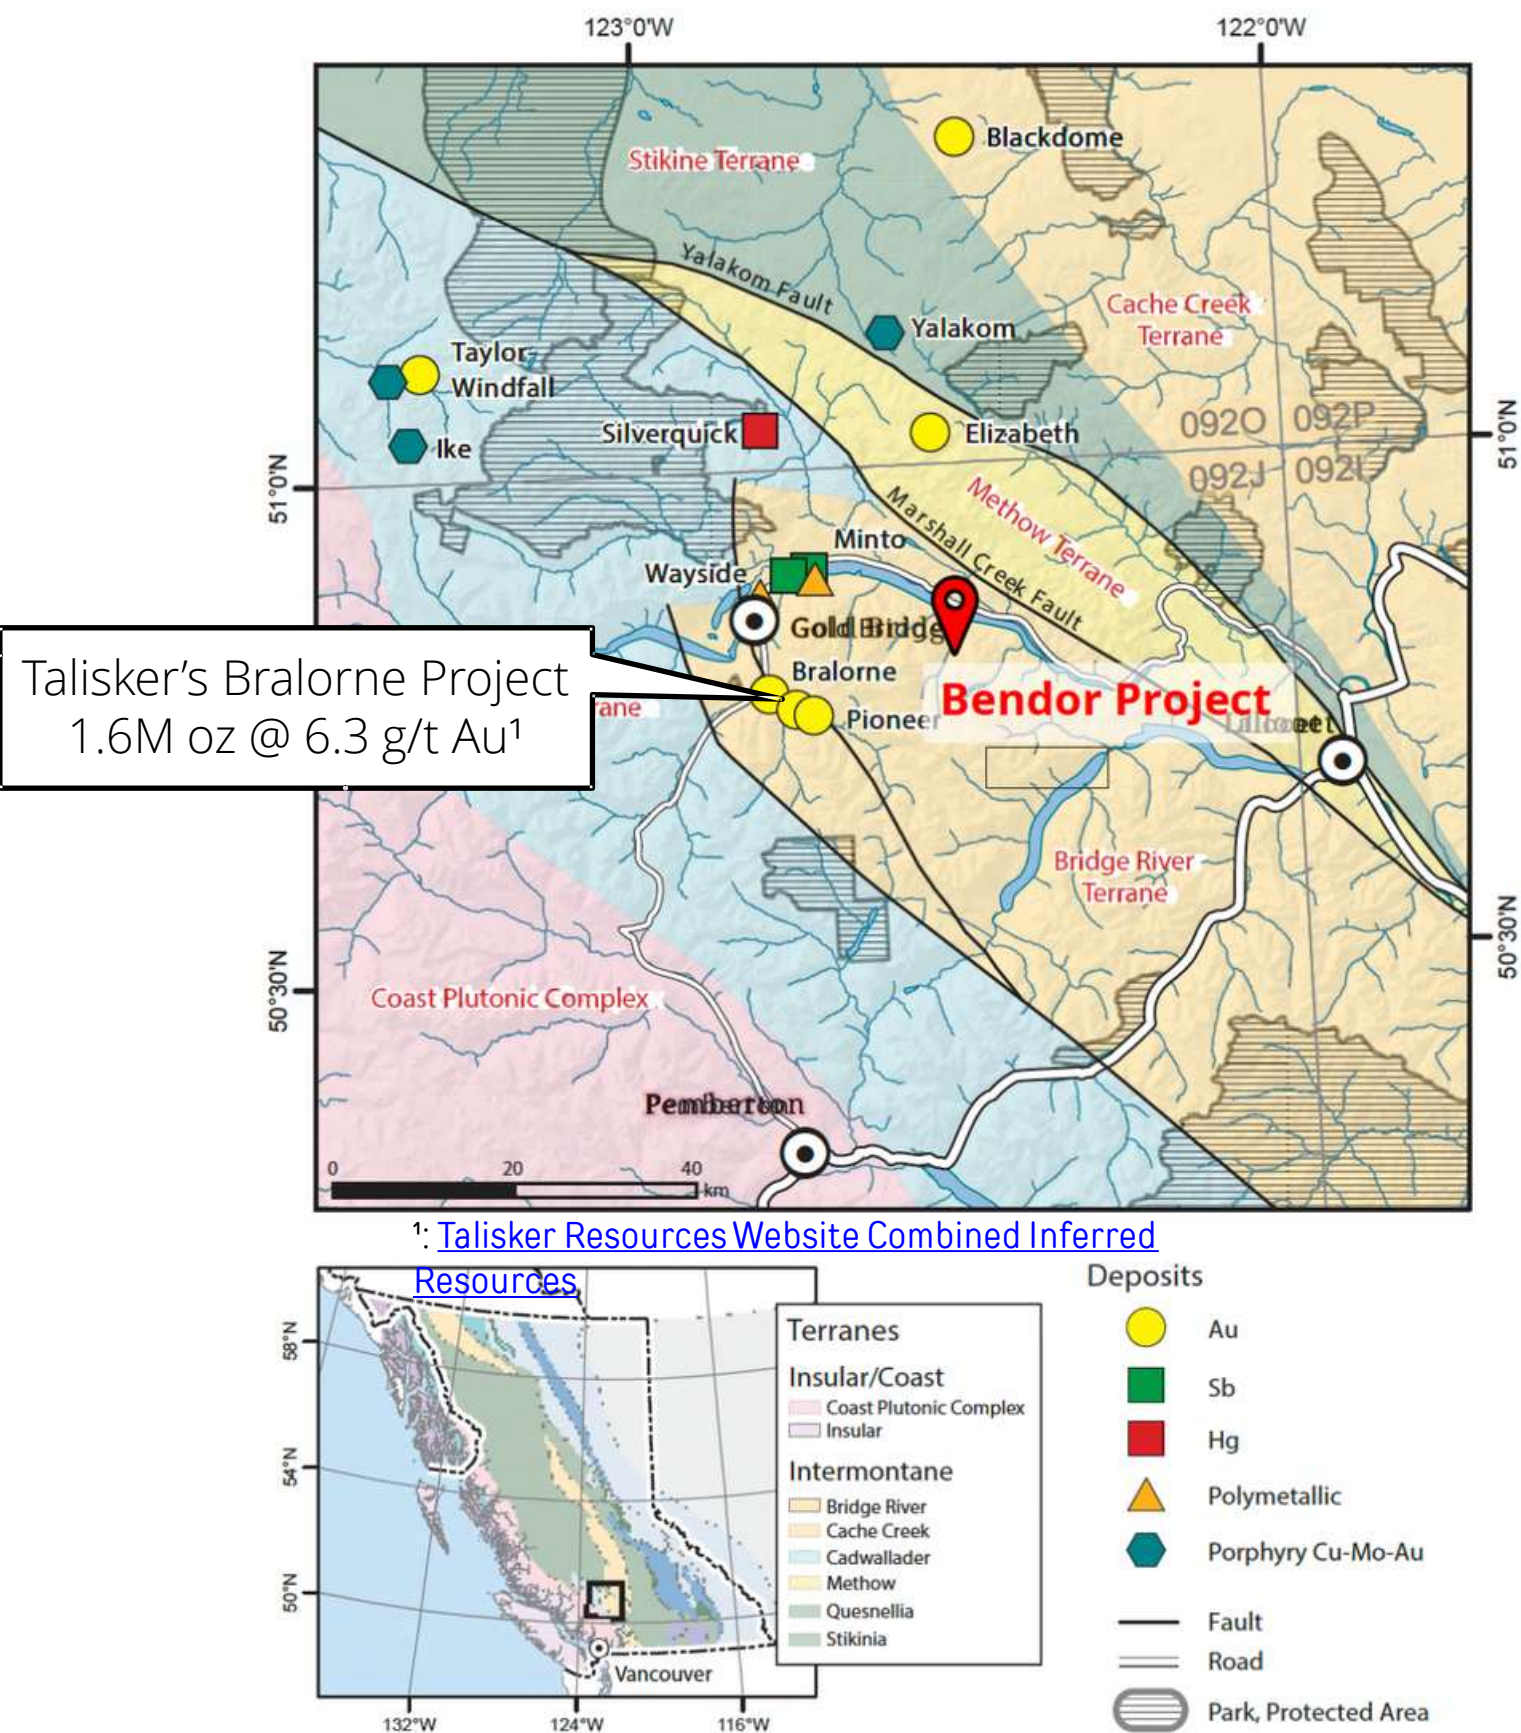 123°0'W
122°0'W
Blackdome
Stikine Terrane
Yalakom Fault
Cache Creek
Terrane
Yalakom
Taylor-
Windfall
Ike
Silverquick
Elizabeth
092O 092P
092J 092I
51°0'N
51°0'N
Methow Terrane
Marshall Creek Fault
Minto
Wayside
Gold Bridge
Talisker's Bralorne Project
1.6M oz @ 6.3 g/t Au¹
Bralorne
Pioneer
Bendor Project
Lillooet
Bridge River
Terrane
50°30'N
50°30'N
Coast Plutonic Complex
Pemberton
0 20 40
km
¹: Talisker Resources Website Combined Inferred
Resources
58°N
54°N
50°N
132°W
124°W
116°W
Vancouver
Terranes
Insular/Coast
Coast Plutonic Complex
Insular
Intermontane
Bridge River
Cache Creek
Cadwallader
Methow
Quesnellia
Stikinia
Deposits
Au
Sb
Hg
Polymetallic
Porphyry Cu-Mo-Au
Fault
Road
Park, Protected Area